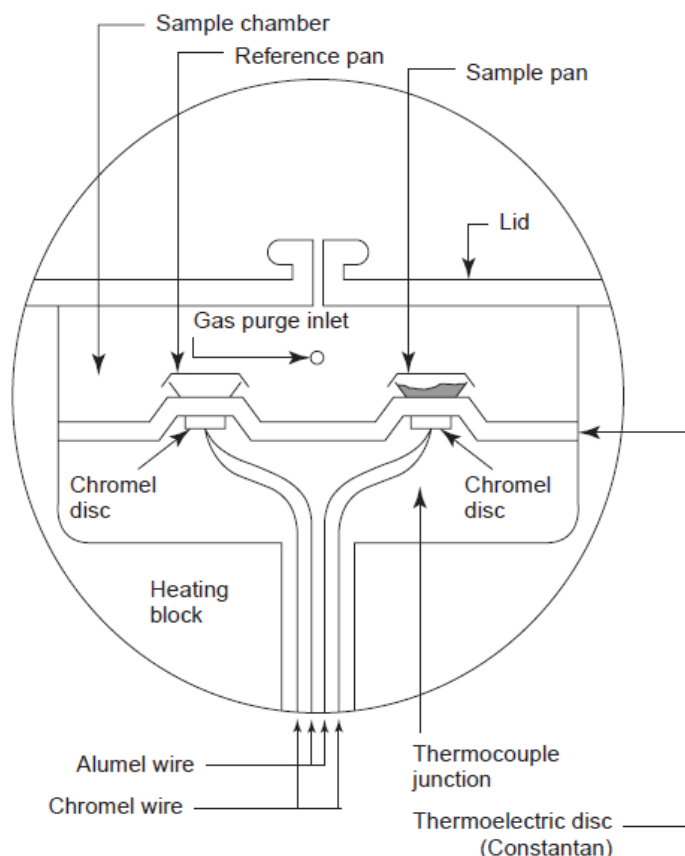 Sample chamber
Reference pan
Sample pan
Lid
Gas purge inlet
Chromel
disc
Chromel
disc
Heating
block
Alumel wire
Chromel wire
Thermocouple
junction
Thermoelectric disc
(Constantan)